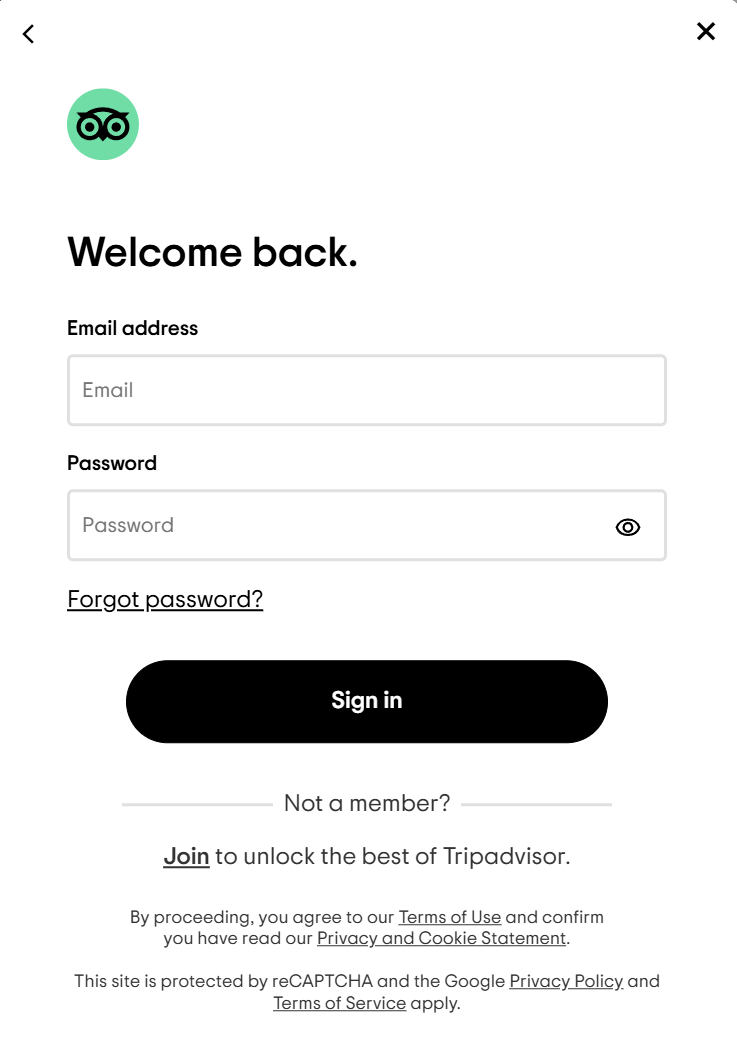 Welcome back.
Email address
Email
Password
Password
Forgot password?
Sign in
Not a member?
Join to unlock the best of Tripadvisor.
By proceeding, you agree to our Terms of Use and confirm
you have read our Privacy and Cookie Statement.
This site is protected by reCAPTCHA and the Google Privacy Policy and
Terms of Service apply.